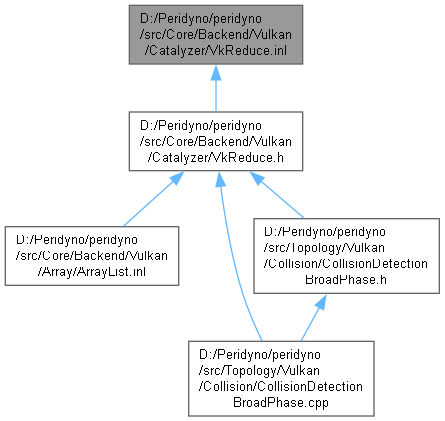 D:/Peridyno/peridyno
/src/Core/Backend/Vulkan
/Catalyzer/VkReduce.inl
D:/Peridyno/peridyno
/src/Core/Backend/Vulkan
/Catalyzer/VkReduce.h
D:/Peridyno/peridyno
/src/Core/Backend/Vulkan
/Array/ArrayList.inl
D:/Peridyno/peridyno
/src/Topology/Vulkan
/Collision/CollisionDetection
BroadPhase.h
D:/Peridyno/peridyno
/src/Topology/Vulkan
/Collision/CollisionDetection
BroadPhase.cpp